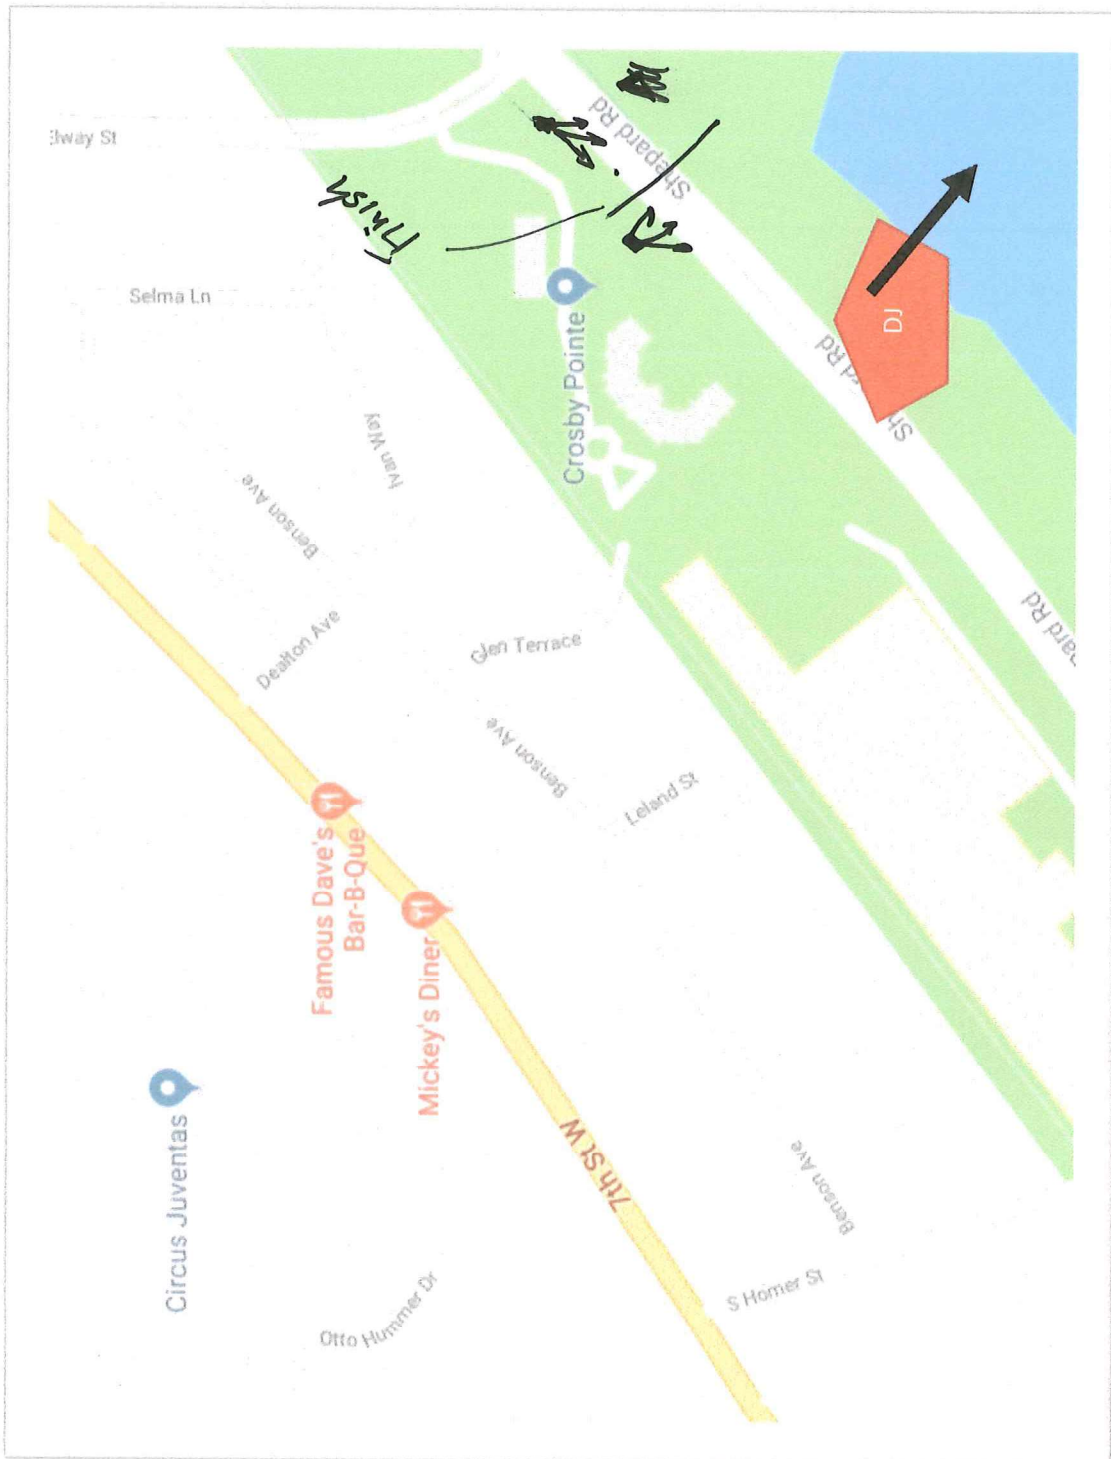 Elway St
Shepard Rd
Finish
Selma Ln
DJ
Crosby Pointe
Shepard Rd
Ivan Way
Benson Ave
Dealton Ave
Glen Terrace
pard Rd
Benson Ave
Leland St
Famous Dave's
Bar-B-Que
Mickey's Diner
Circus Juventas
7th St W
Benson Ave
S Homer St
Otto Hummer Dr